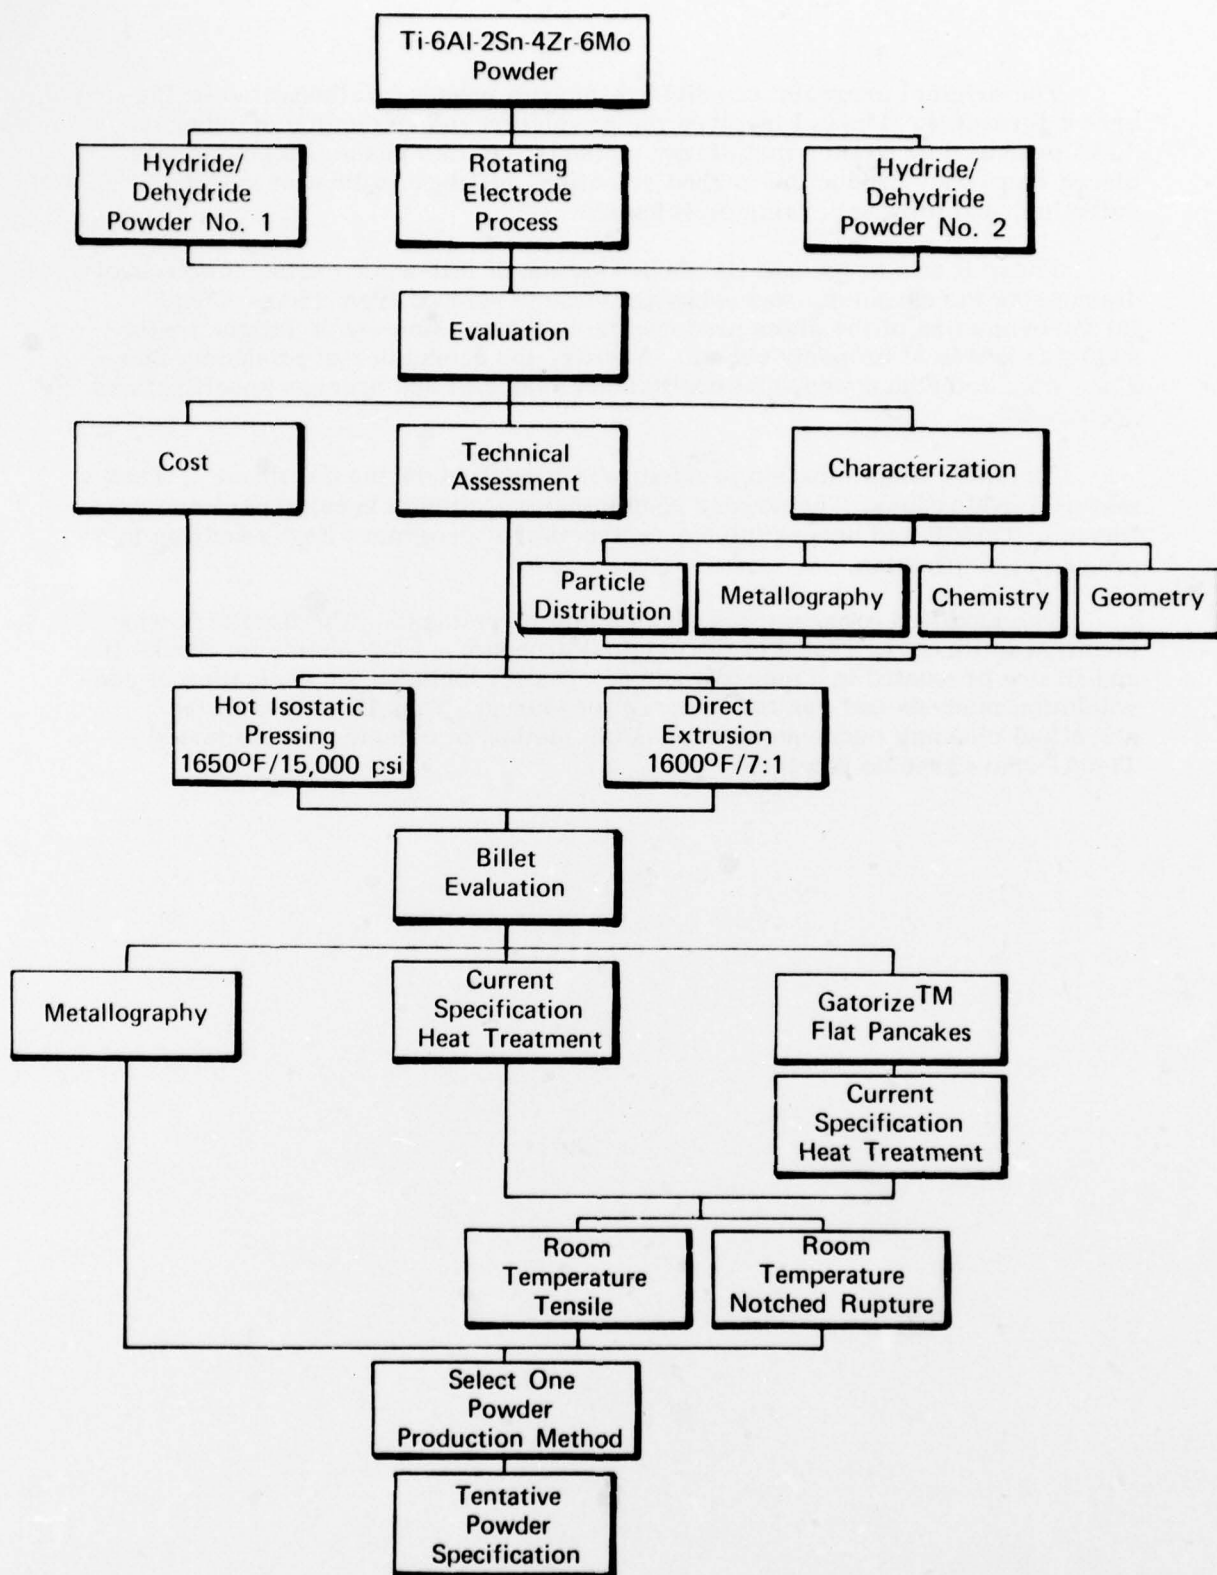 Ti-6Al-2Sn-4Zr-6Mo
Powder
Hydride/
Dehydride
Powder No. 1
Rotating
Electrode
Process
Hydride/
Dehydride
Powder No. 2
Evaluation
Cost
Technical
Assessment
Characterization
Particle
Distribution
Metallography
Chemistry
Geometry
Hot Isostatic
Pressing
1650°F/15,000 psi
Direct
Extrusion
1600°F/7:1
Billet
Evaluation
Metallography
Current
Specification
Heat Treatment
Gatorize™
Flat Pancakes
Current
Specification
Heat Treatment
Room
Temperature
Tensile
Room
Temperature
Notched Rupture
Select One
Powder
Production Method
Tentative
Powder
Specification